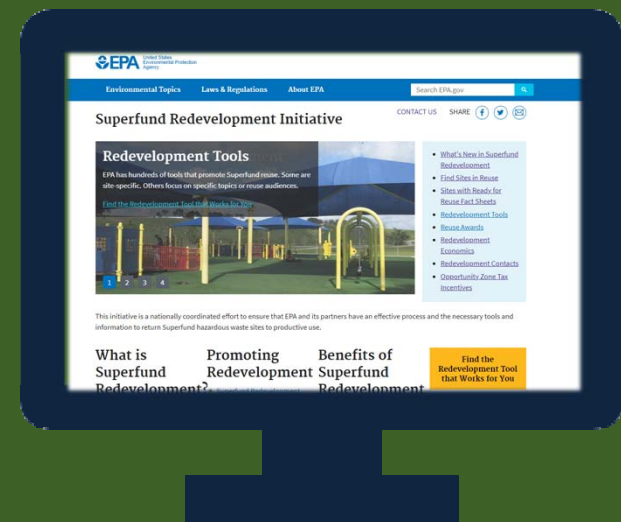 EPA United States
Environmental Protection
Agency
Environmental Topics Laws & Regulations About EPA Search EPA.gov
Superfund Redevelopment Initiative
CONTACT US SHARE
Redevelopment Tools
EPA has hundreds of tools that promote Superfund reuse. Some are
site-specific. Others focus on specific topics or reuse audiences.
Find the Redevelopment Tool that Works for You
1 2 3 4
What's New in Superfund
Redevelopment
Find Sites in Reuse
Sites with Ready for
Reuse Fact Sheets
Redevelopment Tools
Reuse Awards
Redevelopment
Economics
Redevelopment Contacts
Opportunity Zone Tax
Incentives
This initiative is a nationally coordinated effort to ensure that EPA and its partners have an effective process and the necessary tools and
information to return Superfund hazardous waste sites to productive use.
What is
Superfund
Redevelopment?
Promoting
Redevelopment
Benefits of
Superfund
Redevelopment
Find the
Redevelopment Tool
that Works for You